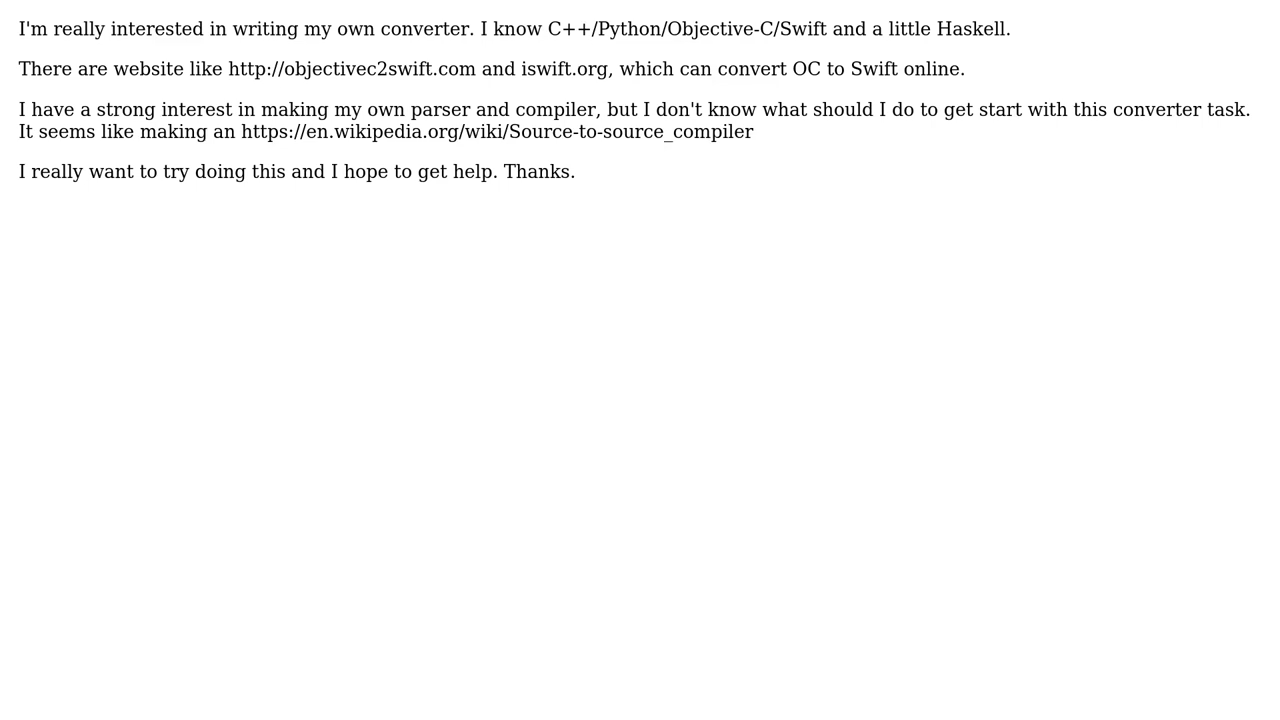 I'm really interested in writing my own converter. I know C++/Python/Objective-C/Swift and a little Haskell.
There are website like http://objectivec2swift.com and iswift.org, which can convert OC to Swift online.
I have a strong interest in making my own parser and compiler, but I don't know what should I do to get start with this converter task.
It seems like making an https://en.wikipedia.org/wiki/Source-to-source_compiler
I really want to try doing this and I hope to get help. Thanks.